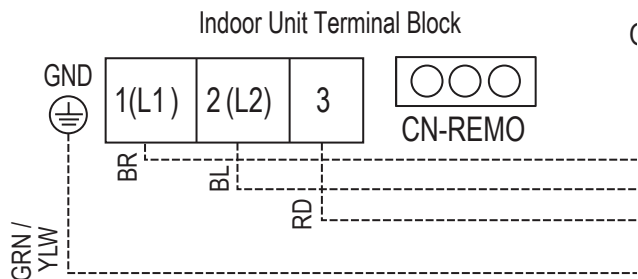 Indoor Unit Terminal Block
GND
1(L1)
2(L2)
3
CN-REMO
BR
BL
RD
GRN /
YLW